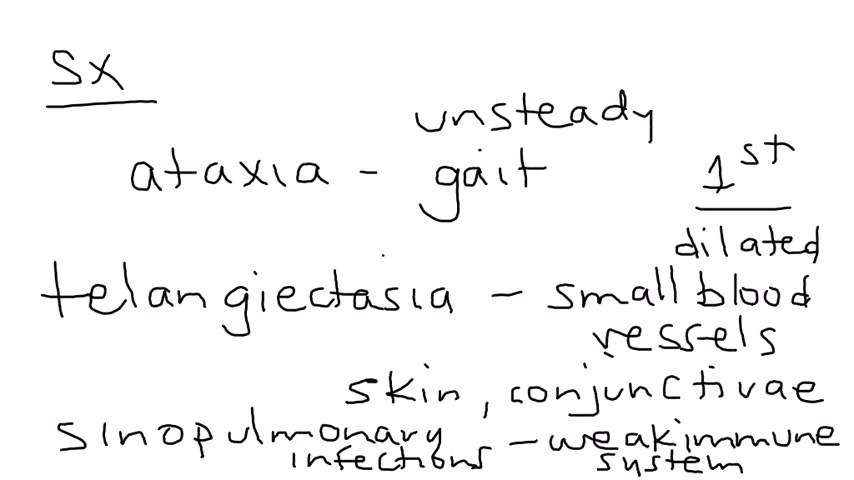 Sx
unsteady
ataxia - gait 1st
dilated
telangiectasia - small blood
vessels
skin, conjunctivae
sinopulmonary - weak immune
infections system